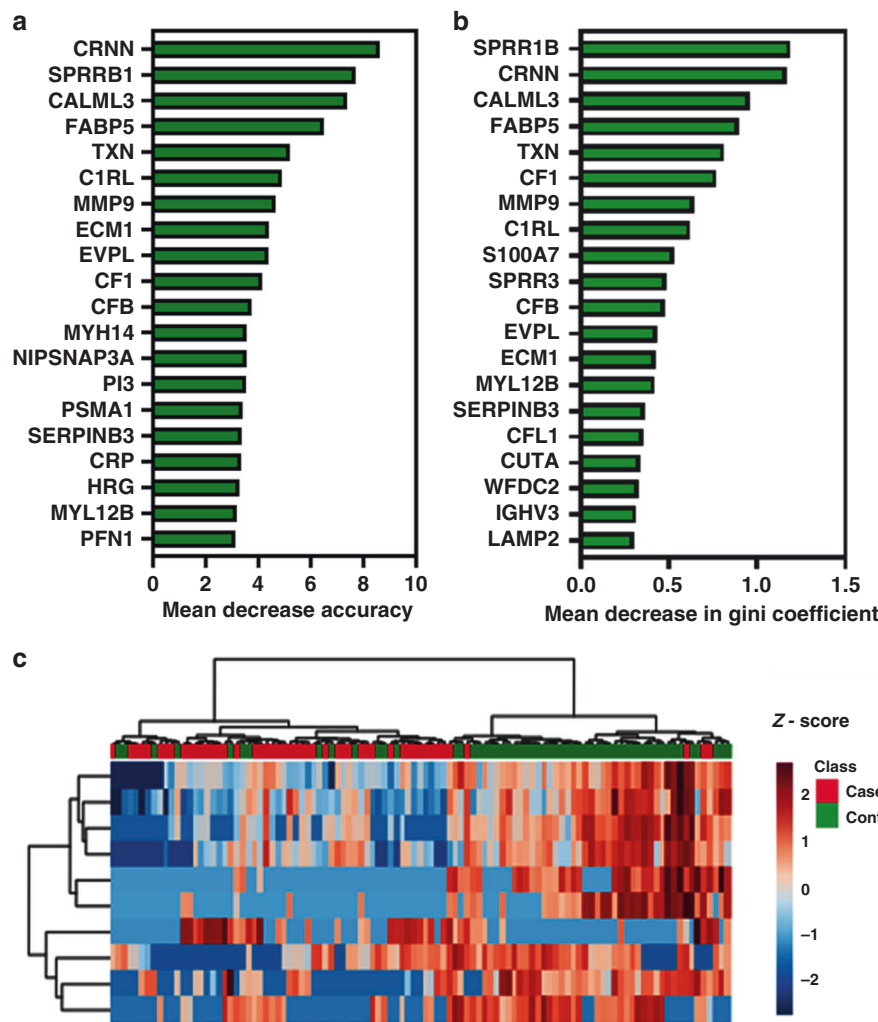 a
CRNN
SPRRB1
CALML3
FABP5
TXN
C1RL
MMP9
ECM1
EVPL
CF1
CFB
MYH14
NIPSNAP3A
PI3
PSMA1
SERPINB3
CRP
HRG
MYL12B
PFN1
0 2 4 6 8 10
Mean decrease accuracy
b
SPRR1B
CRNN
CALML3
FABP5
TXN
CF1
MMP9
C1RL
S100A7
SPRR3
CFB
EVPL
ECM1
MYL12B
SERPINB3
CFL1
CUTA
WFDC2
IGHV3
LAMP2
0.0 0.5 1.0 1.5
Mean decrease in gini coefficient
c
Z - score
2
1
0
–1
–2
Class
Case
Cont